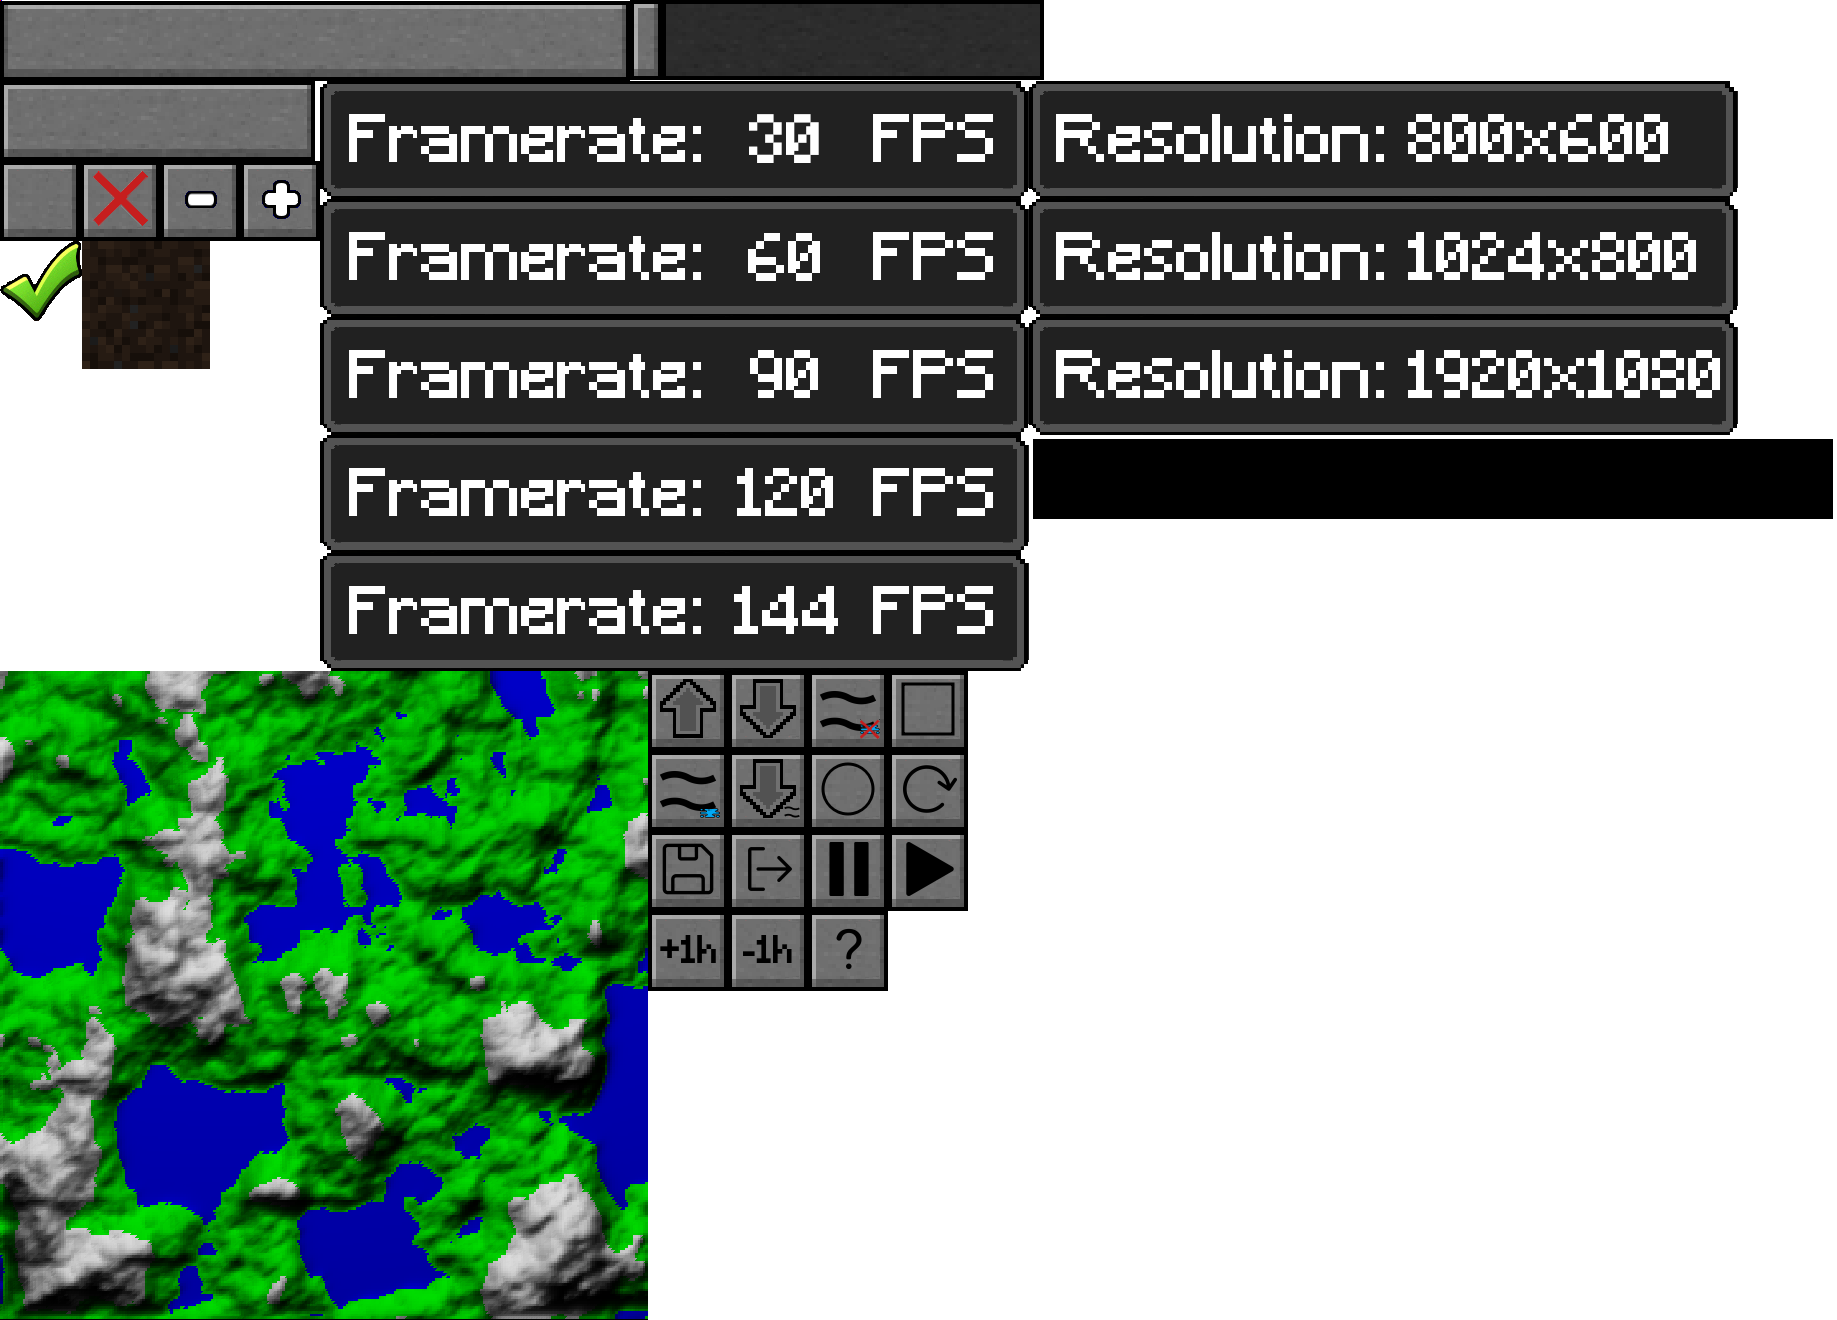 Framerate: 30 FPS
Resolution: 800x600
Framerate: 60 FPS
Resolution: 1024x800
Framerate: 90 FPS
Resolution: 1920x1080
Framerate: 120 FPS
Framerate: 144 FPS
+1h
-1h
?